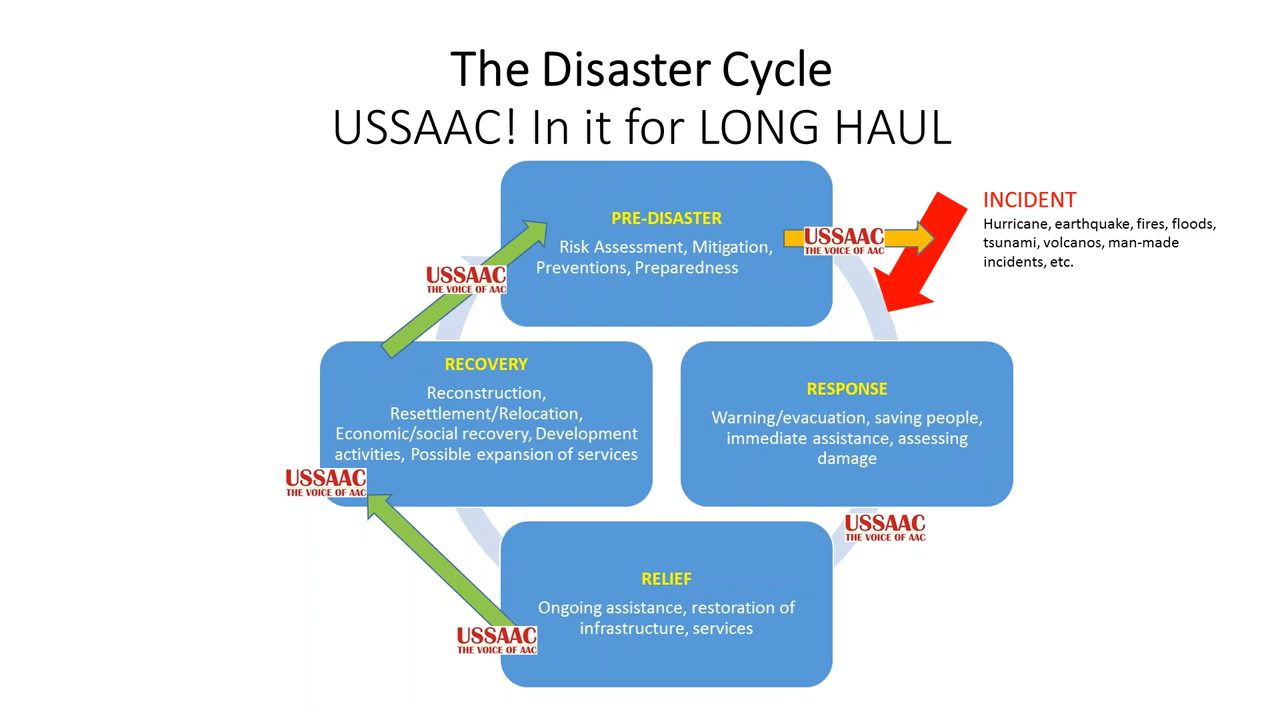 The Disaster Cycle
USSAAC! In it for LONG HAUL
PRE-DISASTER
Risk Assessment, Mitigation,
Preventions, Preparedness
USSAAC
THE VOICE OF AAC
INCIDENT
Hurricane, earthquake, fires, floods,
tsunami, volcanos, man-made
incidents, etc.
USSAAC
THE VOICE OF AAC
RECOVERY
Reconstruction,
Resettlement/Relocation,
Economic/social recovery, Development
activities, Possible expansion of services
USSAAC
THE VOICE OF AAC
RESPONSE
Warning/evacuation, saving people,
immediate assistance, assessing
damage
USSAAC
THE VOICE OF AAC
RELIEF
Ongoing assistance, restoration of
infrastructure, services
USSAAC
THE VOICE OF AAC